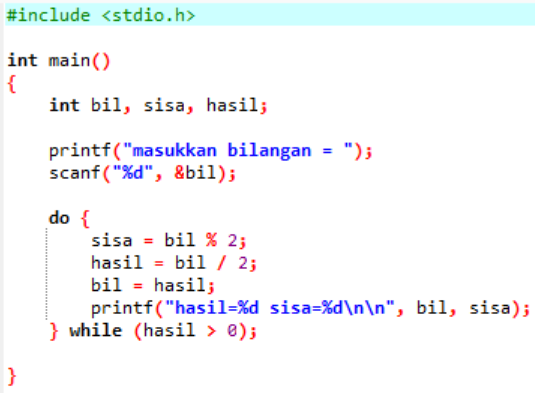 #include <stdio.h>
int main()
{
    int bil, sisa, hasil;
    printf("masukkan bilangan = ");
    scanf("%d", &bil);
    do {
        sisa = bil % 2;
        hasil = bil / 2;
        bil = hasil;
        printf("hasil=%d sisa=%d\n\n", bil, sisa);
    } while (hasil > 0);
}